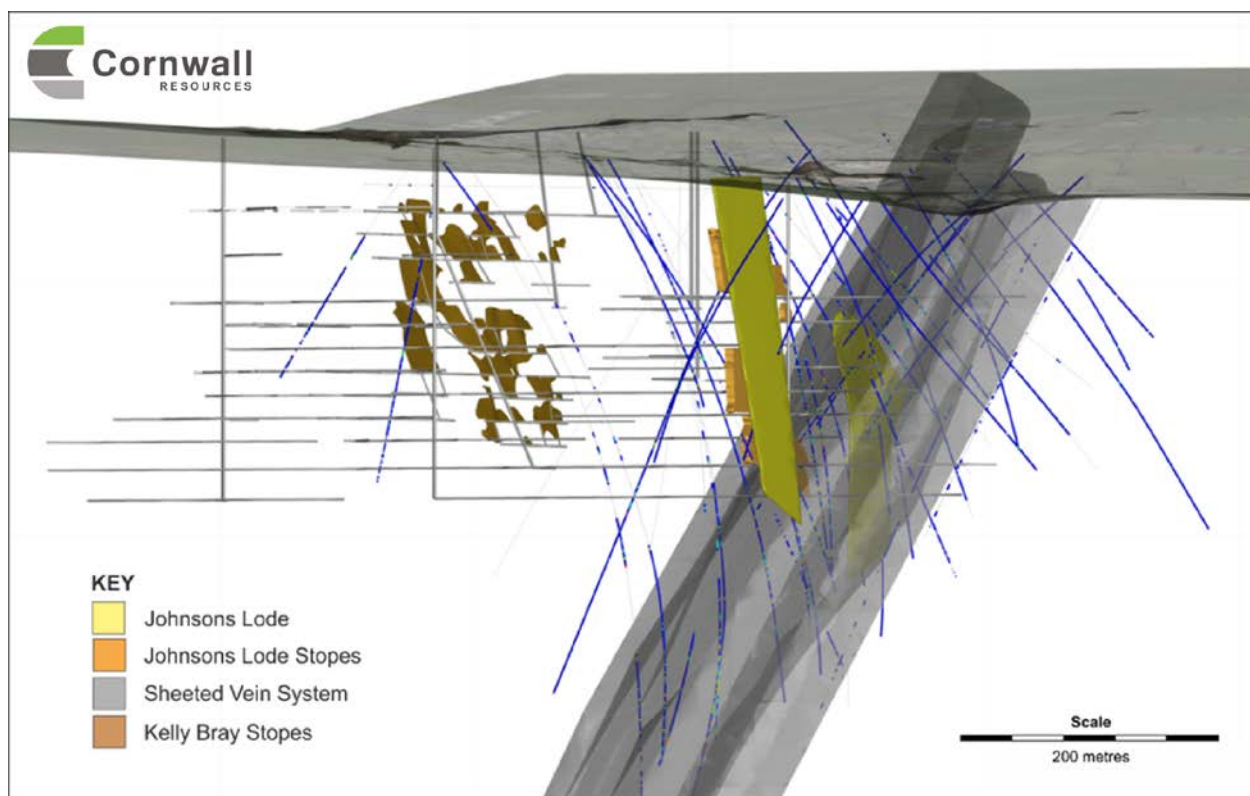 Cornwall
RESOURCES
KEY
Johnsons Lode
Johnsons Lode Stopes
Sheeted Vein System
Kelly Bray Stopes
Scale
200 metres